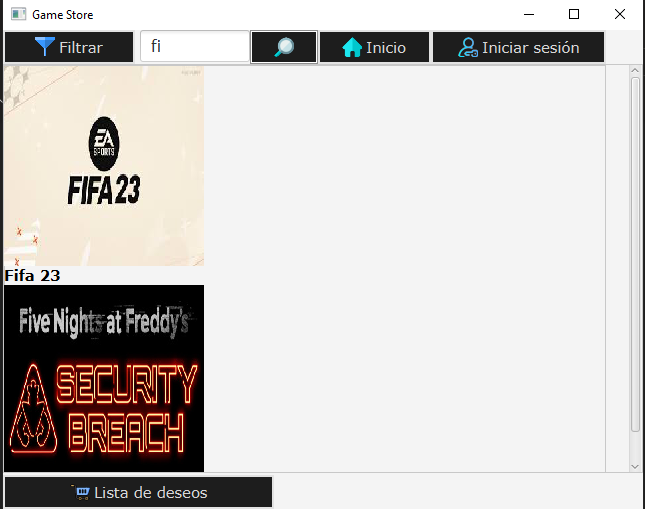 Game Store
Filtrar
fi
Inicio
Iniciar sesión
EA
SPORTS
FIFA 23
Fifa 23
Five Nights at Freddy's
SECURITY
BREACH
Lista de deseos